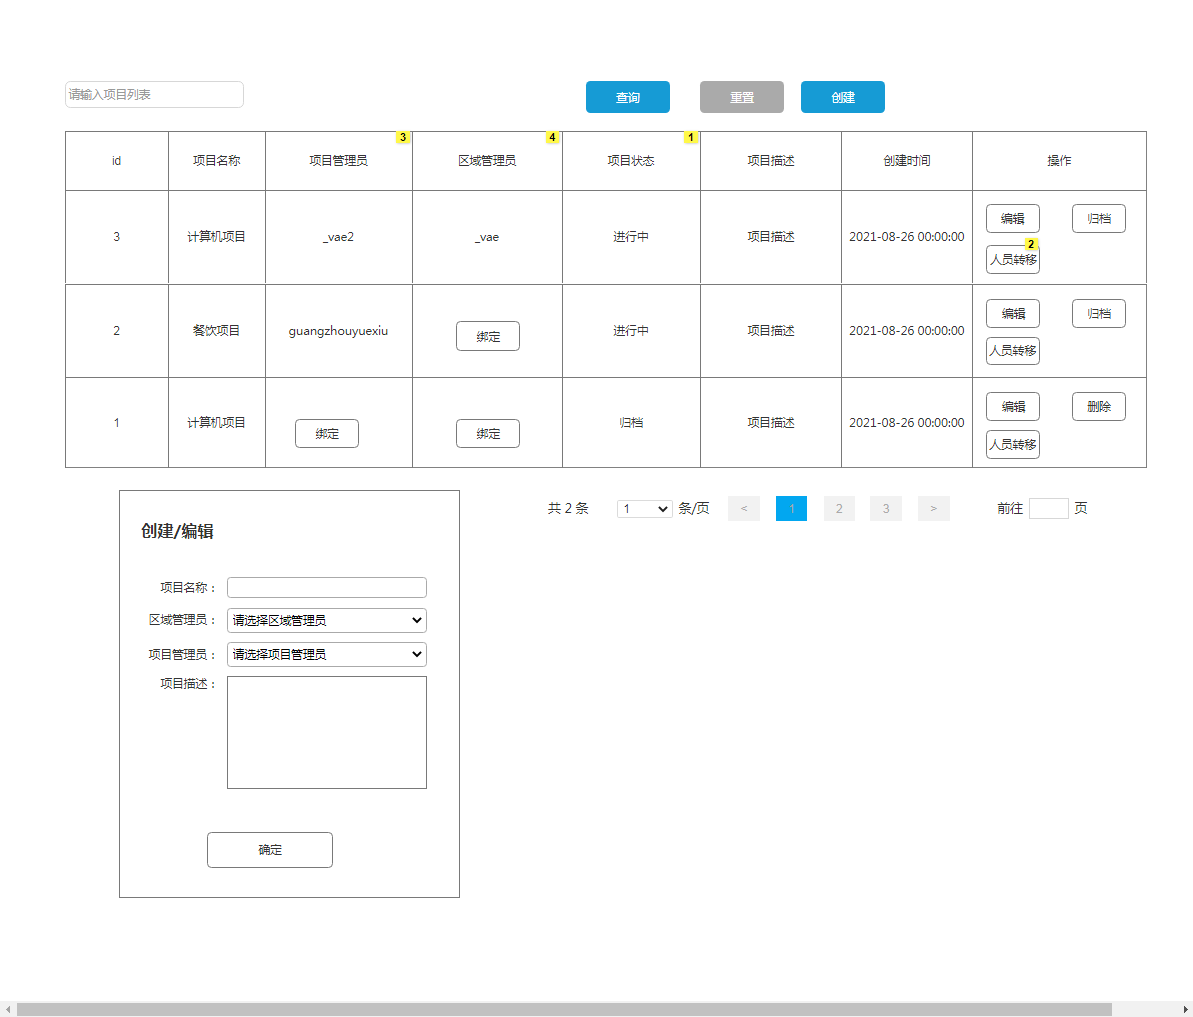 请输入项目列表 查询 重置 创建
3 4 1
id 项目名称 项目管理员 区域管理员 项目状态 项目描述 创建时间 操作
编辑 归档
3 计算机项目 _vae2 _vae 进行中 项目描述 2021-08-26 00:00:00
2
人员转移
编辑 归档
2 餐饮项目 guangzhouyuexiu 绑定 进行中 项目描述 2021-08-26 00:00:00
人员转移
编辑 删除
1 计算机项目 绑定 绑定 归档 项目描述 2021-08-26 00:00:00
人员转移
共 2 条 1 条/页 < 1 2 3 > 前往 页
创建/编辑
项目名称：
区域管理员： 请选择区域管理员
项目管理员： 请选择项目管理员
项目描述：
确定